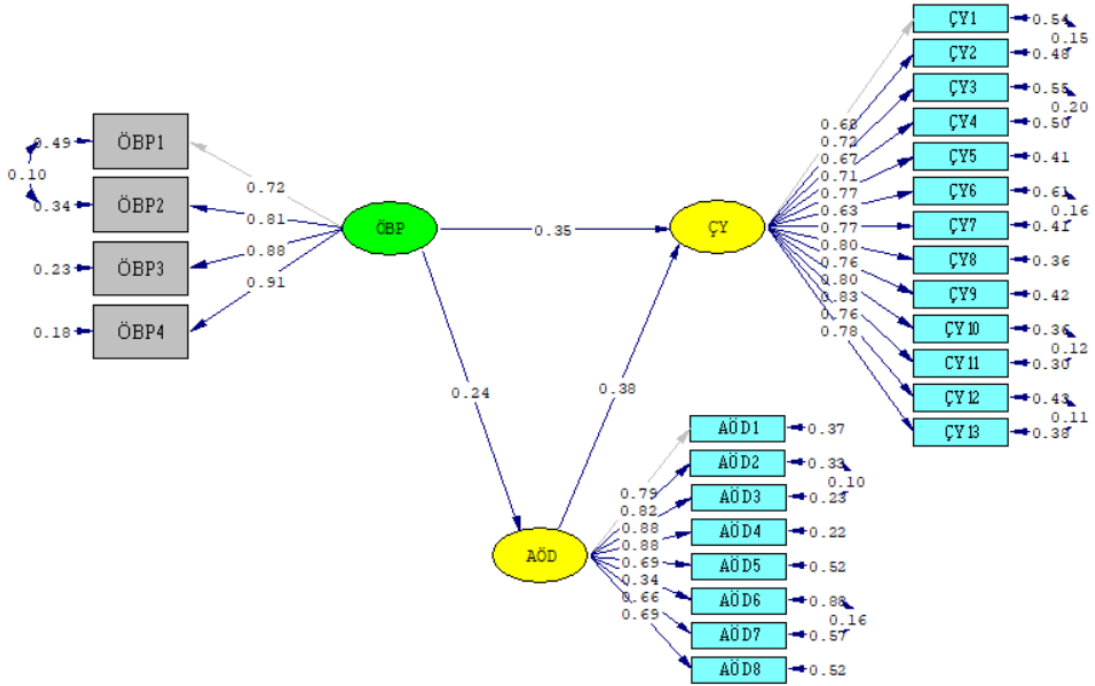 ÖBP1
ÖBP2
ÖBP3
ÖBP4
0.49
0.34
0.23
0.18
0.10
0.72
0.81
0.88
0.91
ÖBP
0.35
0.24
0.38
ÇY
AÖD
0.68
0.72
0.67
0.71
0.77
0.63
0.77
0.80
0.76
0.80
0.83
0.76
0.78
ÇY1
0.54
0.15
ÇY2
0.48
ÇY3
0.55
0.20
ÇY4
0.50
ÇY5
0.41
ÇY6
0.61
0.16
ÇY7
0.41
ÇY8
0.36
ÇY9
0.42
ÇY10
0.36
0.12
ÇY11
0.30
ÇY12
0.43
0.11
ÇY13
0.38
0.79
0.82
0.88
0.88
0.69
0.34
0.66
0.69
AÖD1
0.37
AÖD2
0.33
0.10
AÖD3
0.23
AÖD4
0.22
AÖD5
0.52
AÖD6
0.88
0.16
AÖD7
0.57
AÖD8
0.52